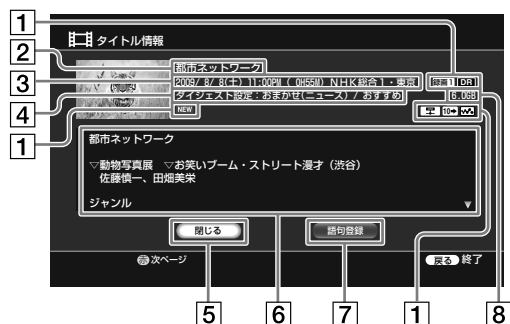 1
2
3
4
1
タイトル情報
都市ネットワーク
2009/ 8/ 8(土) 11:00PM ( 0H55M) NHK総合1・東京
録画1 DR
ダイジェスト設定:おまかせ(ニュース) / おすすめ
6.0GB
NEW
都市ネットワーク
▽動物写真展 ▽お笑いブーム・ストリート漫才(渋谷)
佐藤慎一、田畑美栄
ジャンル
閉じる
語句登録
次ページ
戻る 終了
5
6
7
1
8